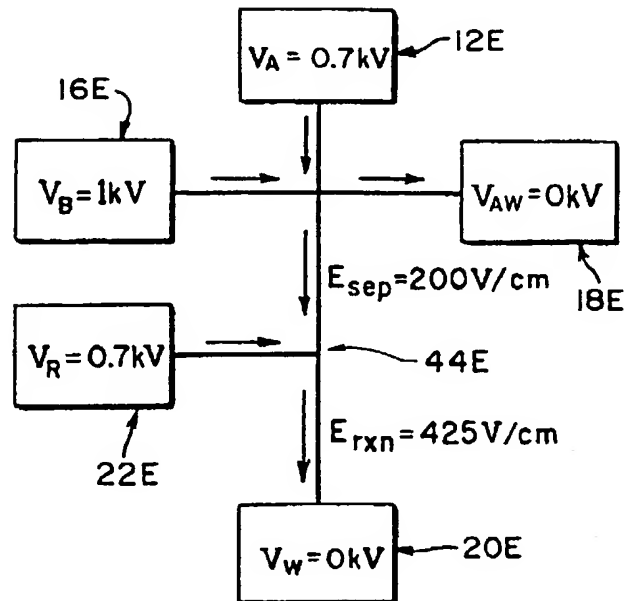 V_A = 0.7kV
12E
16E
V_B = 1kV
V_AW = 0kV
18E
E_sep = 200V/cm
V_R = 0.7kV
44E
22E
E_rxn = 425V/cm
V_W = 0kV
20E